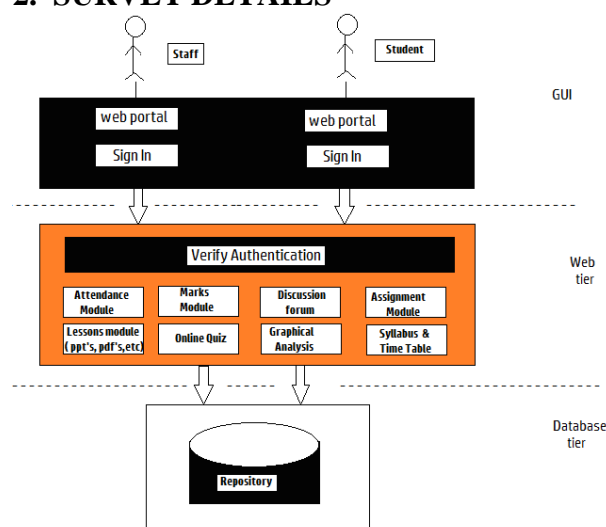 2. SURVEY DETAILS
Staff
Student
GUI
web portal
web portal
Sign In
Sign In
Verify Authentication
Web
tier
Attendance
Module
Marks
Module
Discussion
forum
Assignment
Module
Lessons module
( ppt's, pdf's,etc)
Online Quiz
Graphical
Analysis
Syllabus &
Time Table
Database
tier
Repository